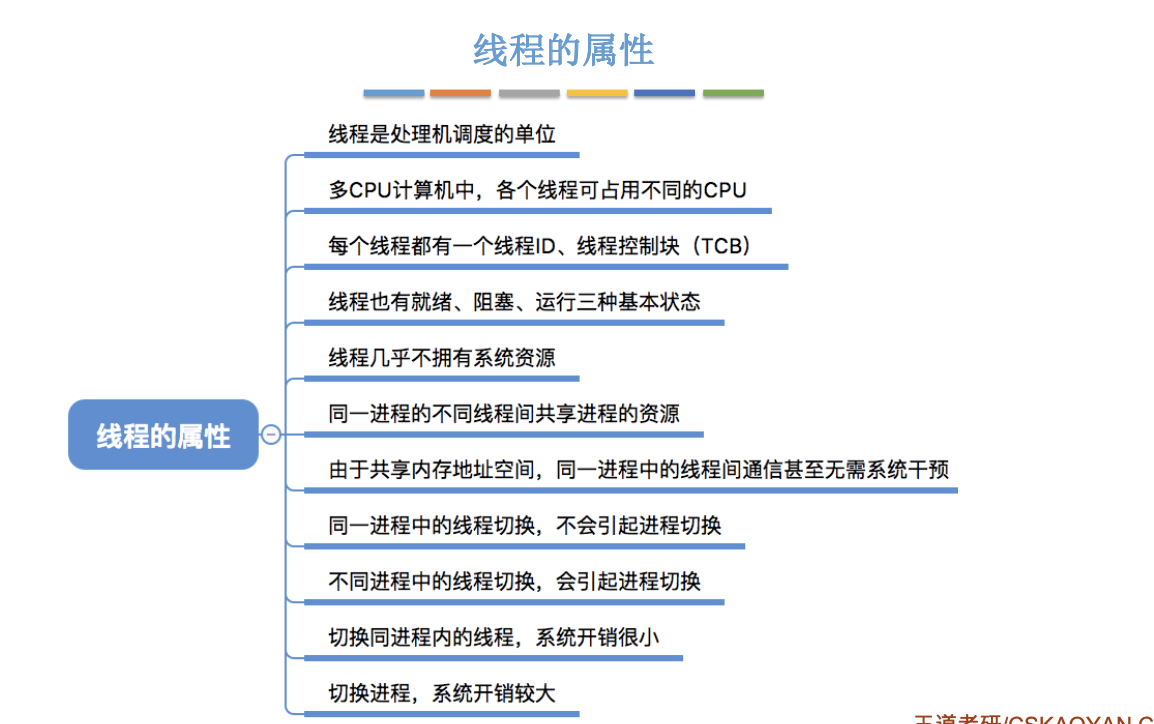 线程的属性
线程是处理机调度的单位
多CPU计算机中，各个线程可占用不同的CPU
每个线程都有一个线程ID、线程控制块（TCB）
线程也有就绪、阻塞、运行三种基本状态
线程几乎不拥有系统资源
同一进程的不同线程间共享进程的资源
线程的属性
由于共享内存地址空间，同一进程中的线程间通信甚至无需系统干预
同一进程中的线程切换，不会引起进程切换
不同进程中的线程切换，会引起进程切换
切换同进程内的线程，系统开销很小
切换进程，系统开销较大
王道考研/CSKAOYAN.C